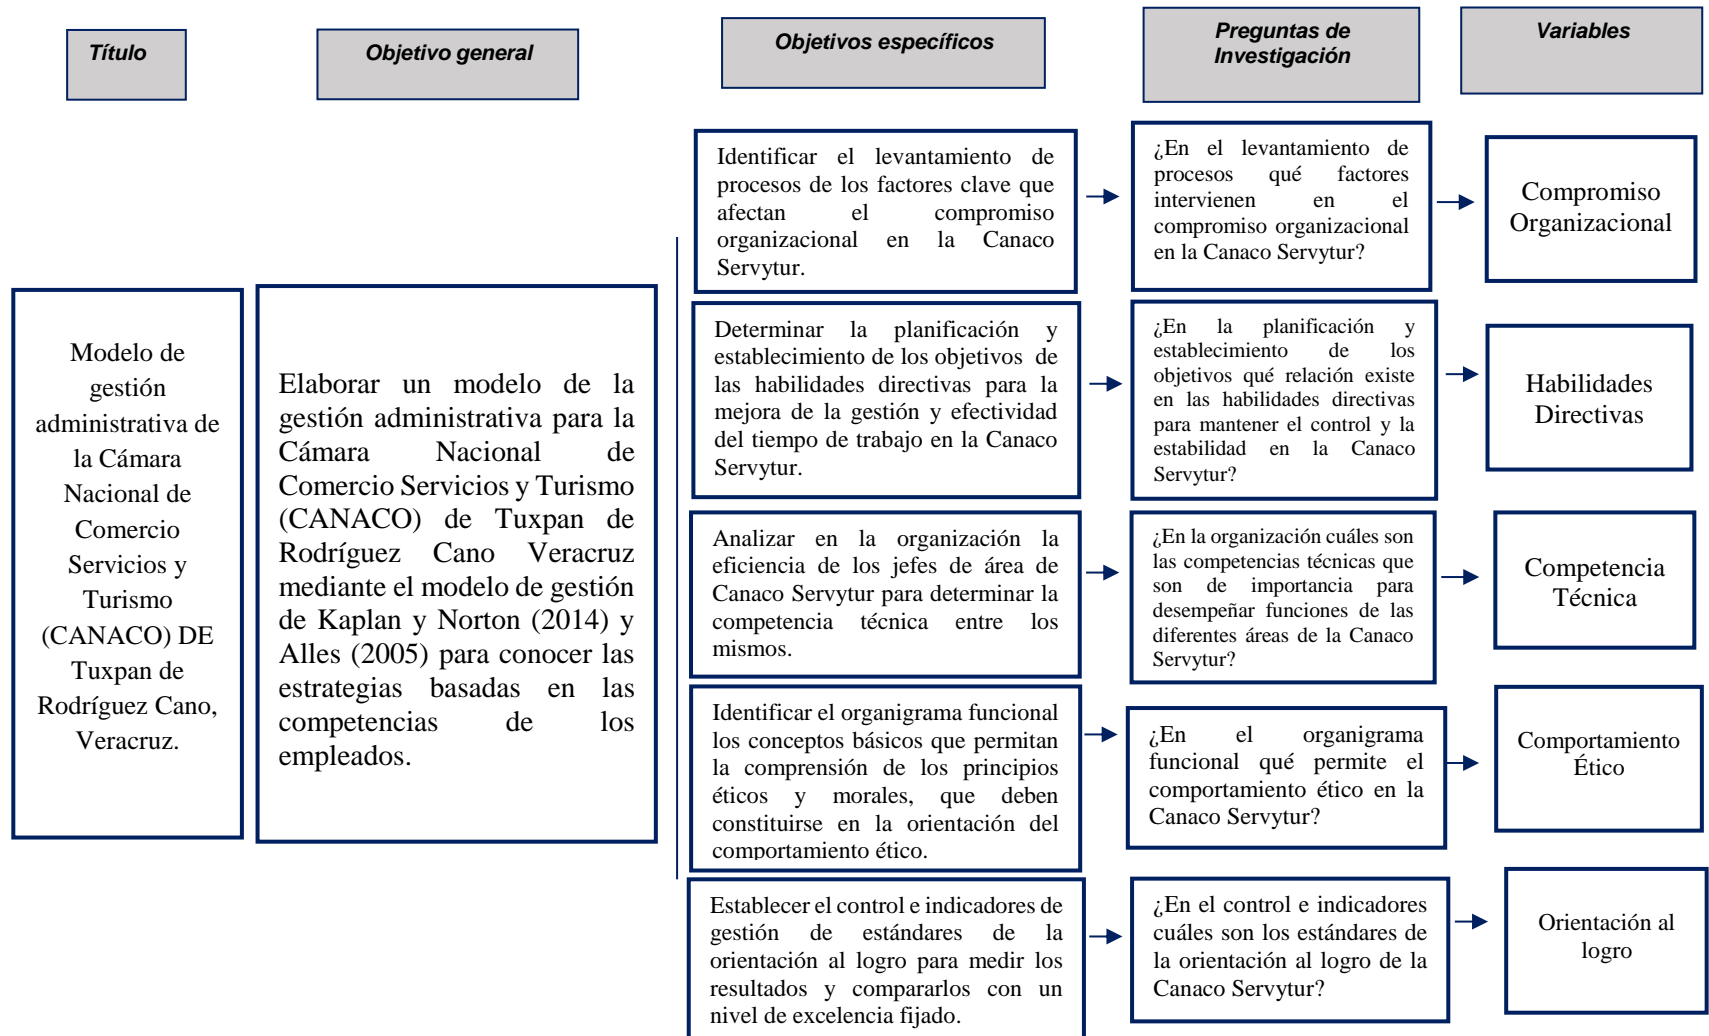 Título
Objetivo general
Objetivos específicos
Preguntas de
Investigación
Variables
Modelo de
gestión
administrativa de
la Cámara
Nacional de
Comercio
Servicios y
Turismo
(CANACO) DE
Tuxpan de
Rodríguez Cano,
Veracruz.
Elaborar un modelo de la
gestión administrativa para la
Cámara Nacional de
Comercio Servicios y Turismo
(CANACO) de Tuxpan de
Rodríguez Cano Veracruz
mediante el modelo de gestión
de Kaplan y Norton (2014) y
Alles (2005) para conocer las
estrategias basadas en las
competencias de los
empleados.
Identificar el levantamiento de
procesos de los factores clave que
afectan el compromiso
organizacional en la Canaco
Servytur.
¿En el levantamiento de
procesos qué factores
intervienen en el
compromiso organizacional
en la Canaco Servytur?
Compromiso
Organizacional
Determinar la planificación y
establecimiento de los objetivos de
las habilidades directivas para la
mejora de la gestión y efectividad
del tiempo de trabajo en la Canaco
Servytur.
¿En la planificación y
establecimiento de los
objetivos qué relación existe
en las habilidades directivas
para mantener el control y la
estabilidad en la Canaco
Servytur?
Habilidades
Directivas
Analizar en la organización la
eficiencia de los jefes de área de
Canaco Servytur para determinar la
competencia técnica entre los
mismos.
¿En la organización cuáles son
las competencias técnicas que
son de importancia para
desempeñar funciones de las
diferentes áreas de la Canaco
Servytur?
Competencia
Técnica
Identificar el organigrama funcional
los conceptos básicos que permitan
la comprensión de los principios
éticos y morales, que deben
constituirse en la orientación del
comportamiento ético.
¿En el organigrama
funcional qué permite el
comportamiento ético en la
Canaco Servytur?
Comportamiento
Ético
Establecer el control e indicadores de
gestión de estándares de la
orientación al logro para medir los
resultados y compararlos con un
nivel de excelencia fijado.
¿En el control e indicadores
cuáles son los estándares de
la orientación al logro de la
Canaco Servytur?
Orientación al
logro